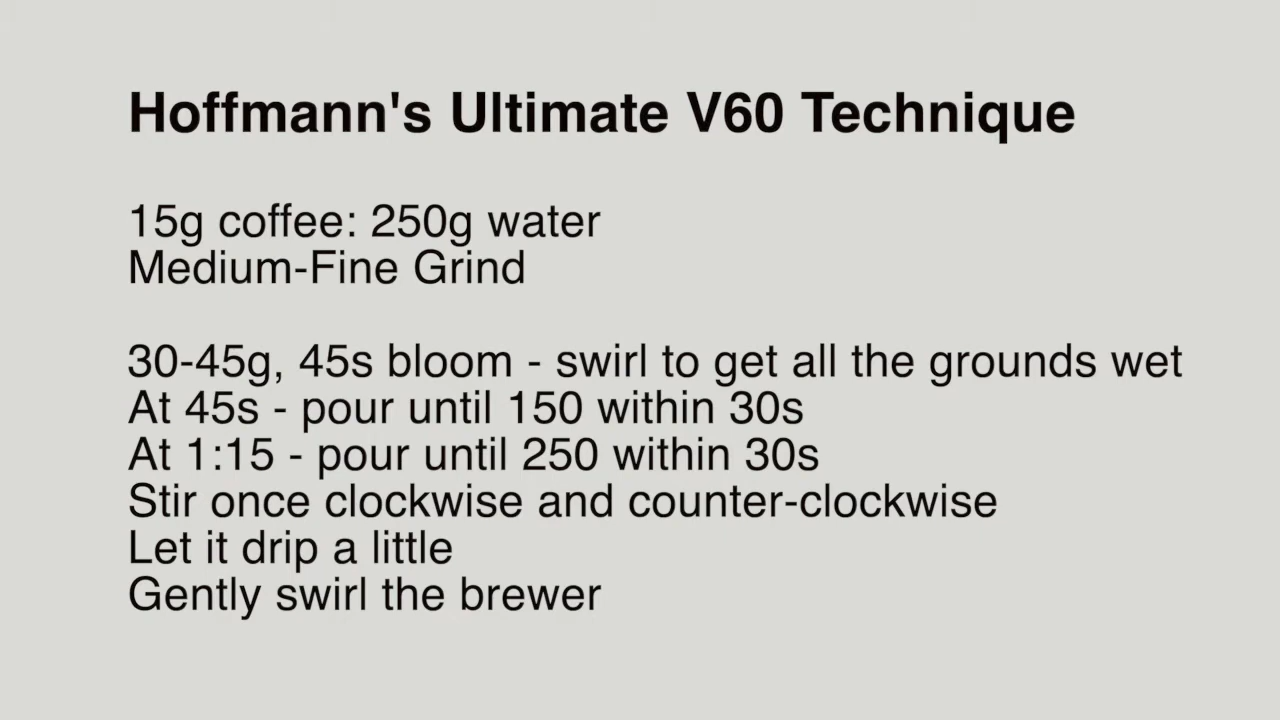 Hoffmann's Ultimate V60 Technique
15g coffee: 250g water
Medium-Fine Grind
30-45g, 45s bloom - swirl to get all the grounds wet
At 45s - pour until 150 within 30s
At 1:15 - pour until 250 within 30s
Stir once clockwise and counter-clockwise
Let it drip a little
Gently swirl the brewer